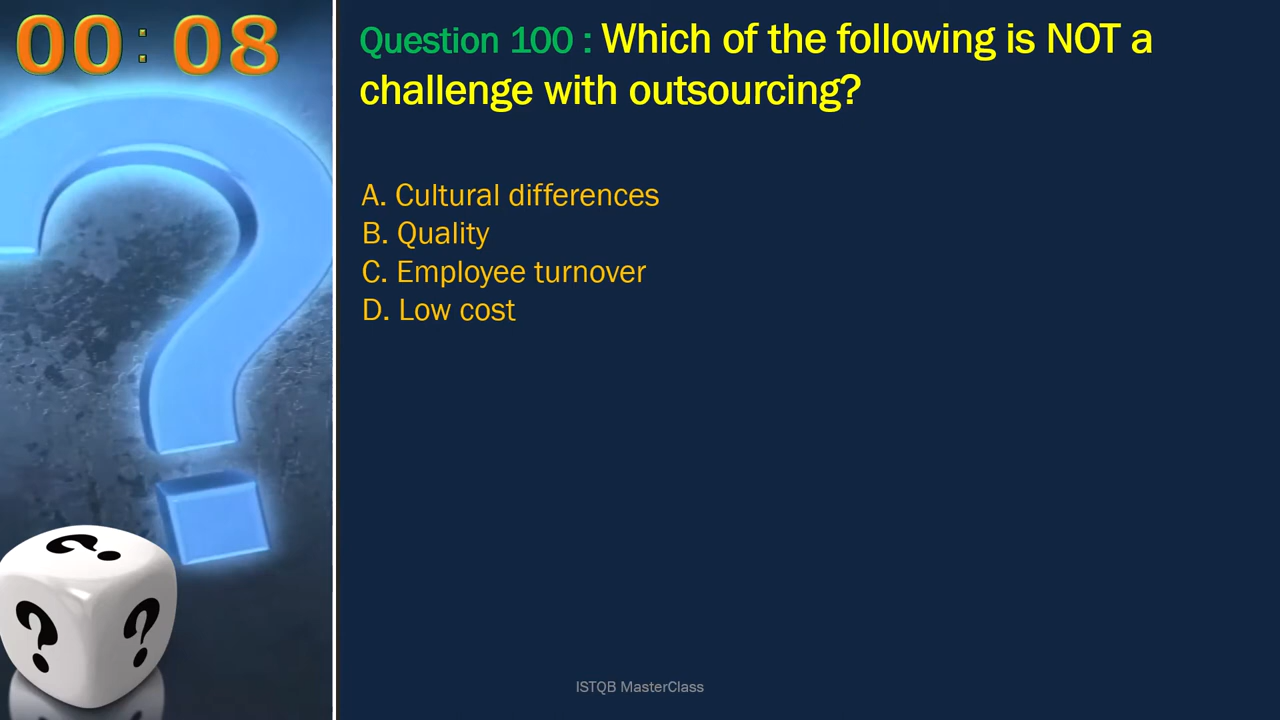 00:08
Question 100 : Which of the following is NOT a
challenge with outsourcing?
A. Cultural differences
B. Quality
C. Employee turnover
D. Low cost
? ? ?
ISTQB MasterClass